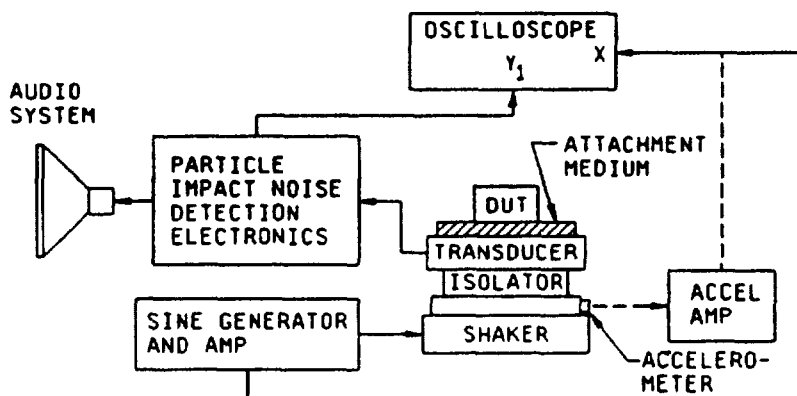 OSCILLOSCOPE
Y1
X
AUDIO
SYSTEM
PARTICLE
IMPACT NOISE
DETECTION
ELECTRONICS
ATTACHMENT
MEDIUM
DUT
TRANSDUCER
ISOLATOR
SHAKER
SINE GENERATOR
AND AMP
ACCEL
AMP
ACCELERO-
METER